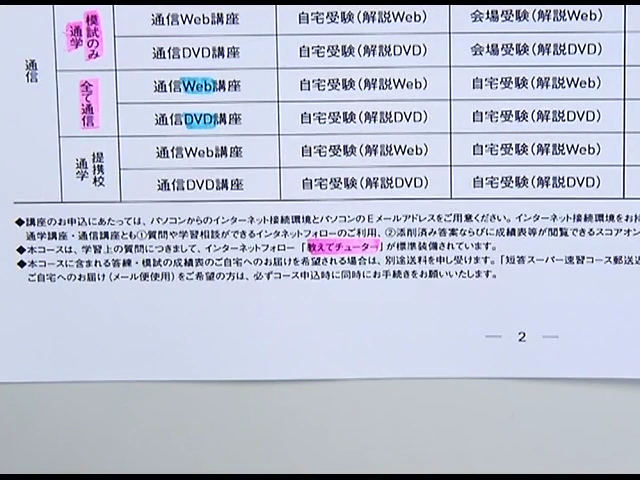 通信
模試のみ
通学
通信Web講座 自宅受験(解説Web) 会場受験(解説Web)
通信DVD講座 自宅受験(解説DVD) 会場受験(解説DVD)
全て通信
通信Web講座 自宅受験(解説Web) 自宅受験(解説Web)
通信DVD講座 自宅受験(解説DVD) 自宅受験(解説DVD)
提携校
通学
通信Web講座 自宅受験(解説Web) 自宅受験(解説Web)
通信DVD講座 自宅受験(解説DVD) 自宅受験(解説DVD)
◆講座のお申込にあたっては、パソコンからのインターネット接続環境とパソコンのEメールアドレスをご用意ください。インターネット接続環境をお持
通学講座・通信講座とも①質問や学習相談ができるインターネットフォローのご利用、②添削済み答案ならびに成績表等が閲覧できるスコアオン
◆本コースは、学習上の質問につきまして、インターネットフォロー「教えてチューター」が標準装備されています。
◆本コースに含まれる答練・模試の成績表のご自宅へのお届けを希望される場合は、別途送料を申し受けます。「短答スーパー速習コース郵送返
ご自宅へのお届け(メール便使用)をご希望の方は、必ずコース申込時に同時にお手続きをお願いいたします。
— 2 —